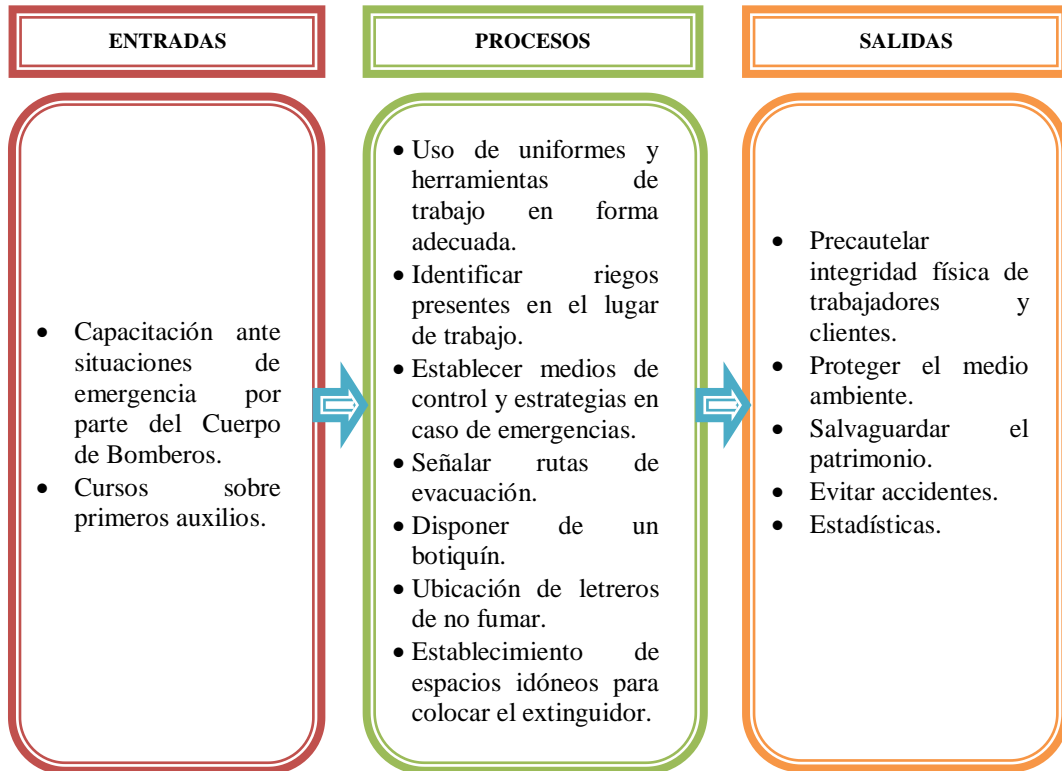 ENTRADAS
PROCESOS
SALIDAS
• Capacitación ante
situaciones de
emergencia por
parte del Cuerpo
de Bomberos.
• Cursos sobre
primeros auxilios.
• Uso de uniformes y
herramientas de
trabajo en forma
adecuada.
• Identificar riegos
presentes en el lugar
de trabajo.
• Establecer medios de
control y estrategias en
caso de emergencias.
• Señalar rutas de
evacuación.
• Disponer de un
botiquín.
• Ubicación de letreros
de no fumar.
• Establecimiento de
espacios idóneos para
colocar el extinguidor.
• Precautelar
integridad física de
trabajadores y
clientes.
• Proteger el medio
ambiente.
• Salvaguardar el
patrimonio.
• Evitar accidentes.
• Estadísticas.